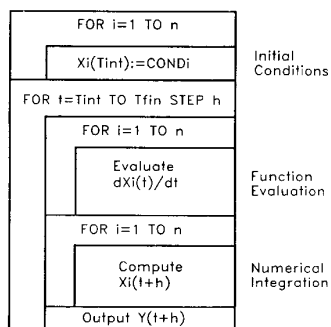 FOR i=1 TO n
Xi(Tint):=CONDi
Initial
Conditions
FOR t=Tint TO Tfin STEP h
FOR i=1 TO n
Evaluate
dXi(t)/dt
Function
Evaluation
FOR i=1 TO n
Compute
Xi(t+h)
Numerical
Integration
Output Y(t+h)